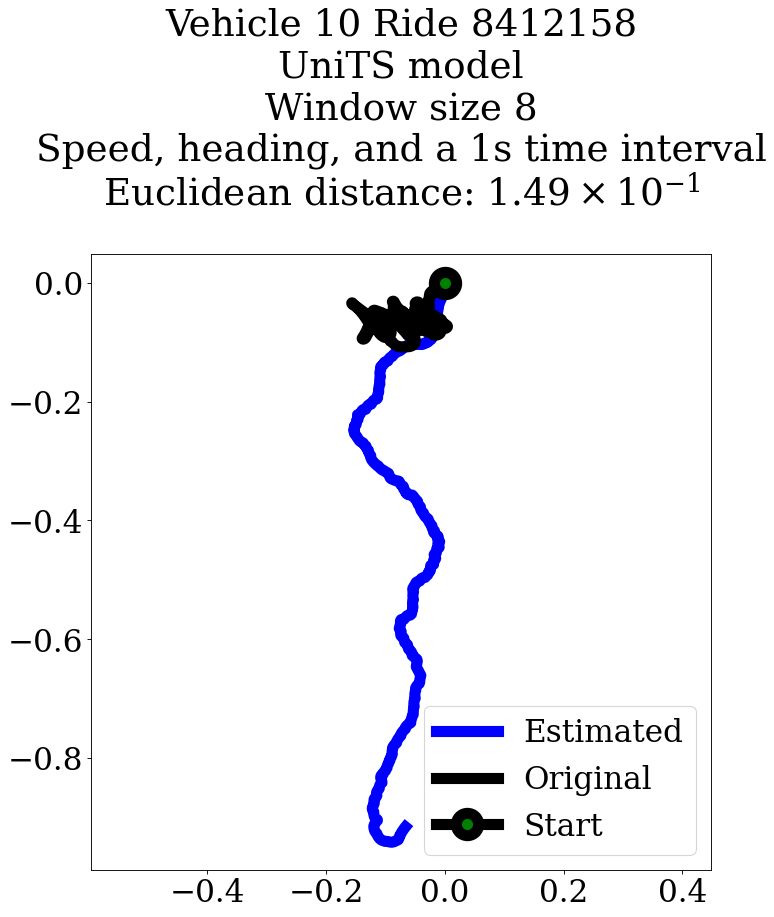 Vehicle 10 Ride 8412158
UniTS model
Window size 8
Speed, heading, and a 1s time interval
Euclidean distance: 1.49 × 10⁻¹
0.0
−0.2
−0.4
−0.6
−0.8
Estimated
Original
Start
−0.4 −0.2 0.0 0.2 0.4